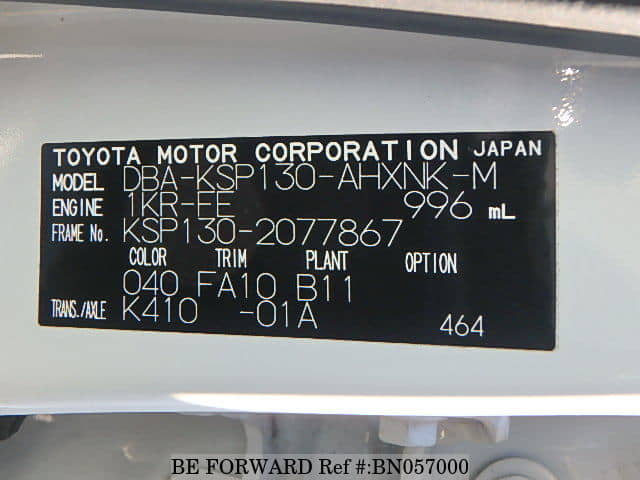 TOYOTA MOTOR CORPORATION JAPAN
MODEL DBA-KSP130-AHXNK-M
ENGINE 1KR-FE 996 mL
FRAME No. KSP130-2077867
COLOR TRIM PLANT OPTION
040 FA10 B11
TRANS./AXLE K410 -01A 464
BE FORWARD Ref #:BN057000